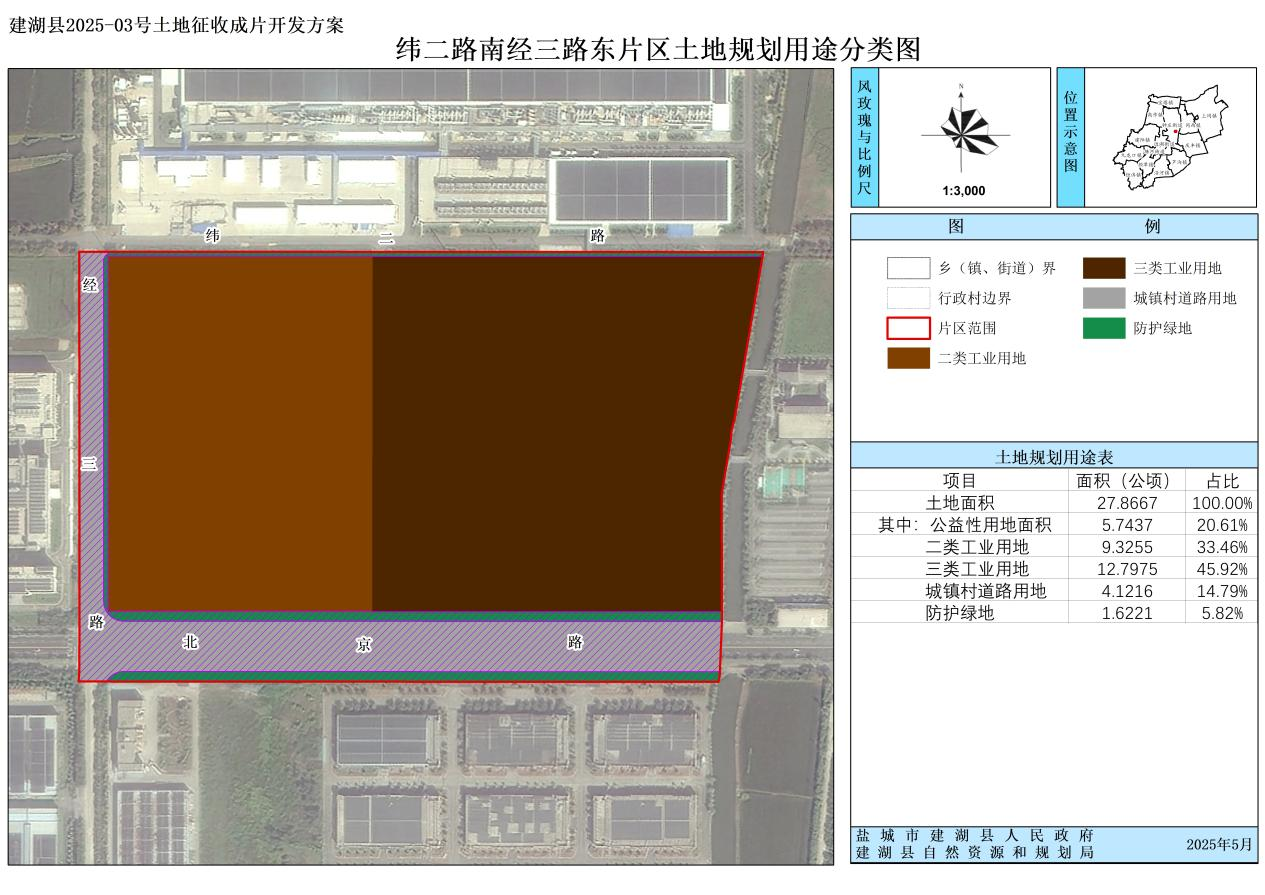 建湖县2025-03号土地征收成片开发方案
纬二路南经三路东片区土地规划用途分类图
纬 二 路
经
三
路
北 京 路
风玫瑰与比例尺
N
1:3,000
位置示意图
图 例
乡（镇、街道）界
行政村边界
片区范围
二类工业用地
三类工业用地
城镇村道路用地
防护绿地
土地规划用途表
项目 面积（公顷） 占比
土地面积 27.8667 100.00%
其中：公益性用地面积 5.7437 20.61%
二类工业用地 9.3255 33.46%
三类工业用地 12.7975 45.92%
城镇村道路用地 4.1216 14.79%
防护绿地 1.6221 5.82%
盐城市建湖县人民政府
建湖县自然资源和规划局
2025年5月